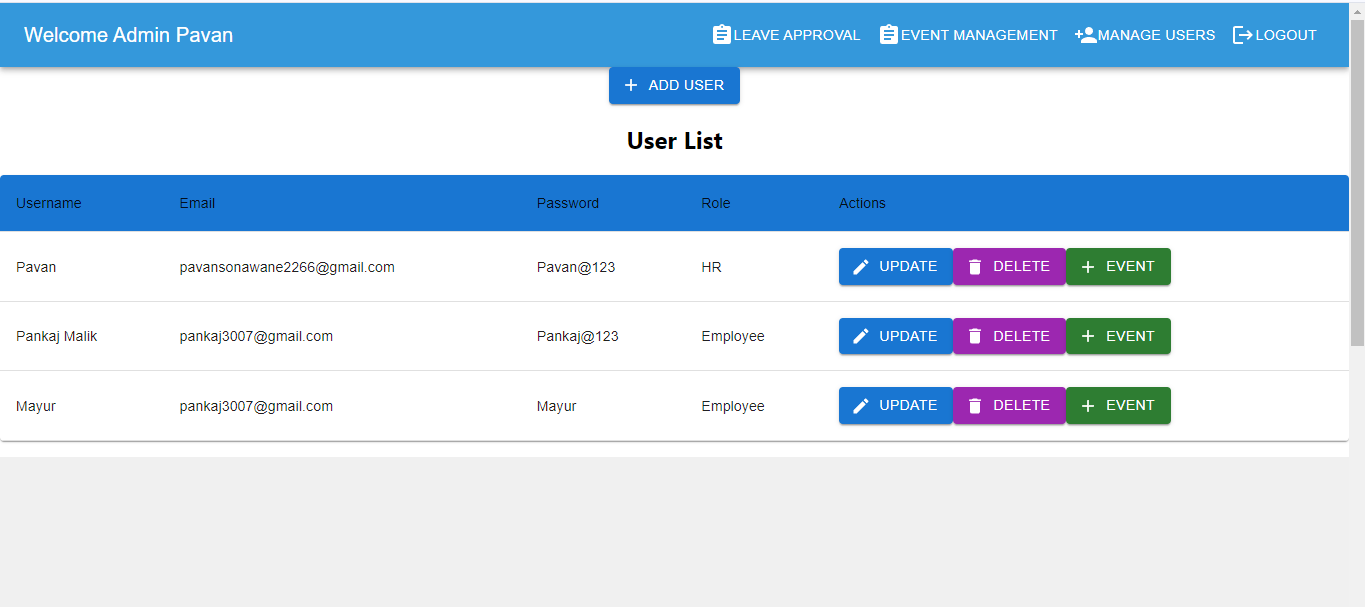 Welcome Admin Pavan LEAVE APPROVAL EVENT MANAGEMENT MANAGE USERS LOGOUT
ADD USER
User List
Username Email Password Role Actions
Pavan pavansonawane2266@gmail.com Pavan@123 HR UPDATE DELETE EVENT
Pankaj Malik pankaj3007@gmail.com Pankaj@123 Employee UPDATE DELETE EVENT
Mayur pankaj3007@gmail.com Mayur Employee UPDATE DELETE EVENT